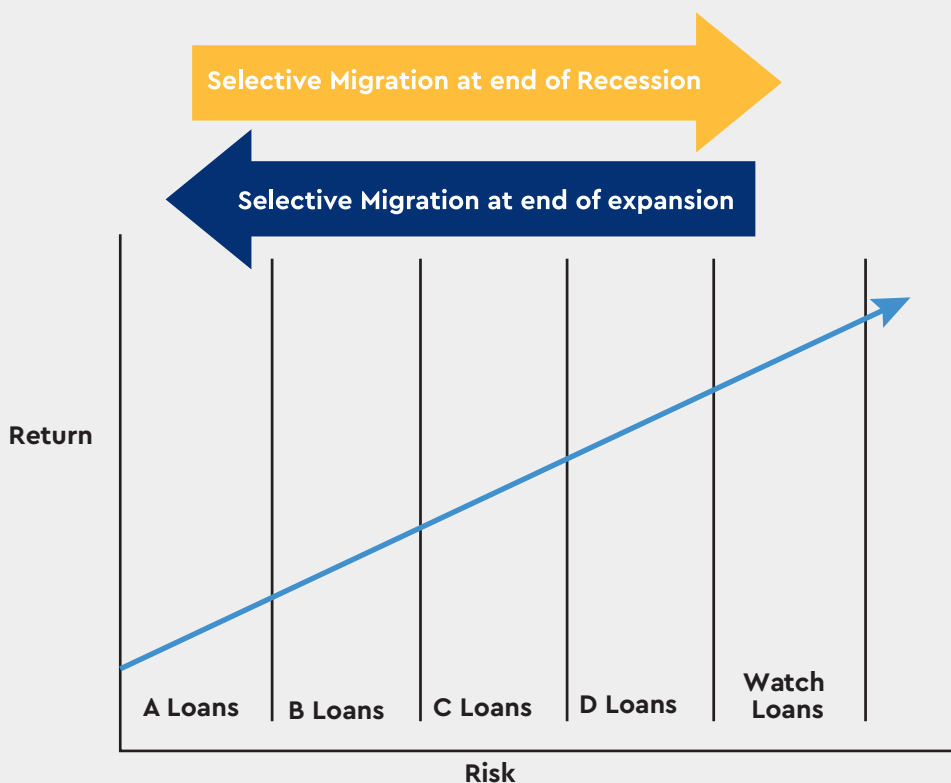 Selective Migration at end of Recession
Selective Migration at end of expansion
Return
A Loans
B Loans
C Loans
D Loans
Watch
Loans
Risk